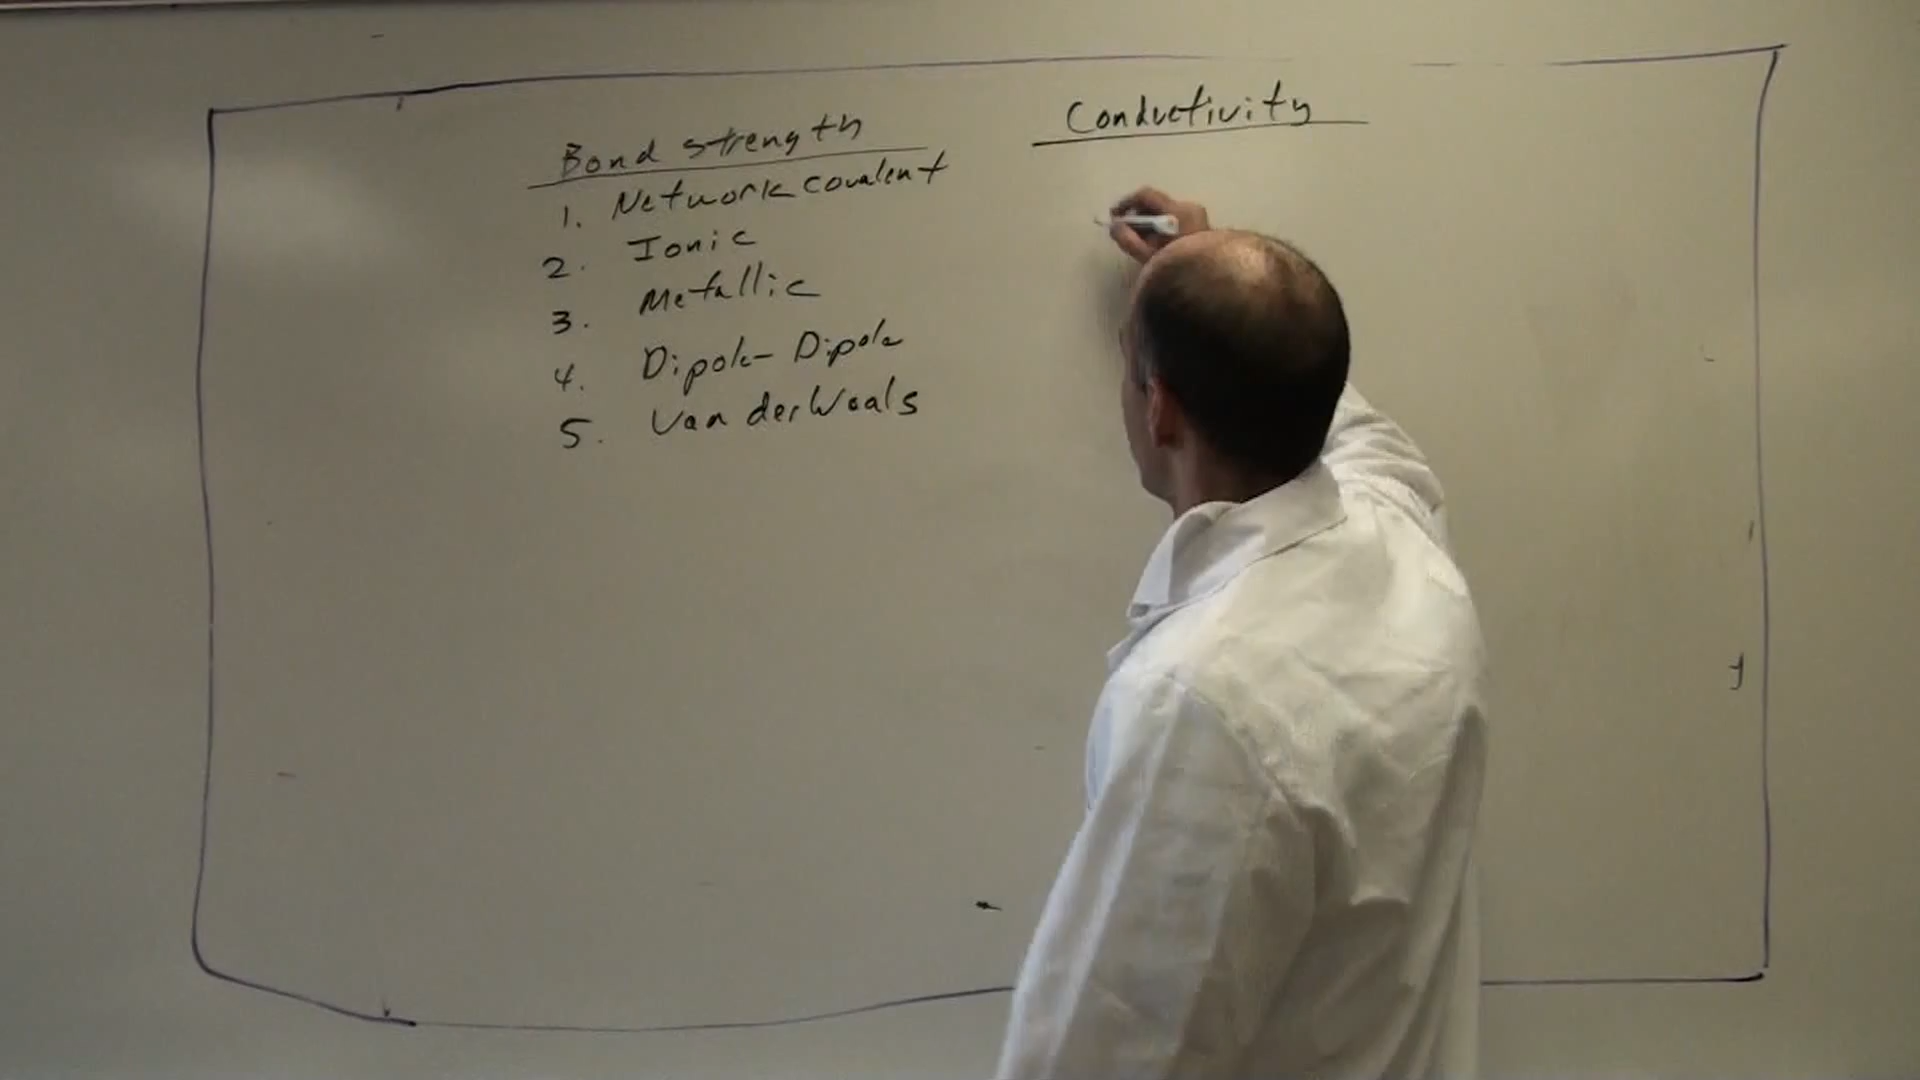 Bond strength
1. Network covalent
2. Ionic
3. Metallic
4. Dipole-Dipole
5. Van der Waals
Conductivity